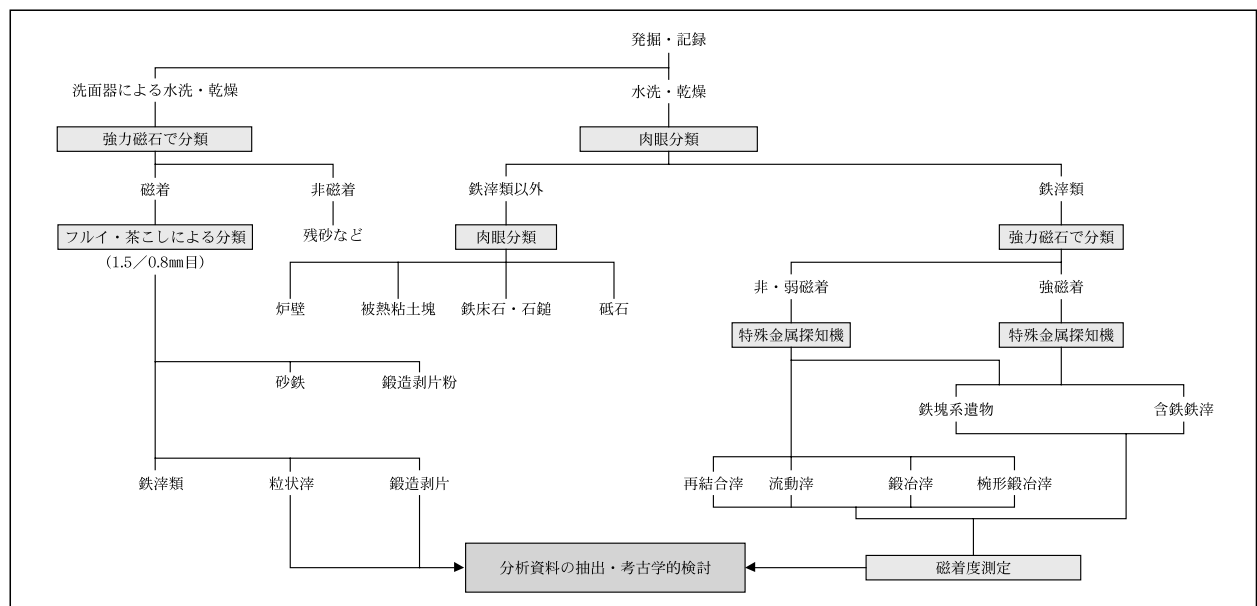 発掘・記録
洗面器による水洗・乾燥
水洗・乾燥
強力磁石で分類
肉眼分類
磁着
非磁着
鉄滓類以外
鉄滓類
フルイ・茶こしによる分類
(1.5／0.8㎜目)
残砂など
肉眼分類
強力磁石で分類
炉壁
被熱粘土塊
鉄床石・石鎚
砥石
非・弱磁着
強磁着
特殊金属探知機
特殊金属探知機
砂鉄
鍛造剥片粉
鉄塊系遺物
含鉄鉄滓
鉄滓類
粒状滓
鍛造剥片
再結合滓
流動滓
鍛冶滓
椀形鍛冶滓
分析資料の抽出・考古学的検討
磁着度測定